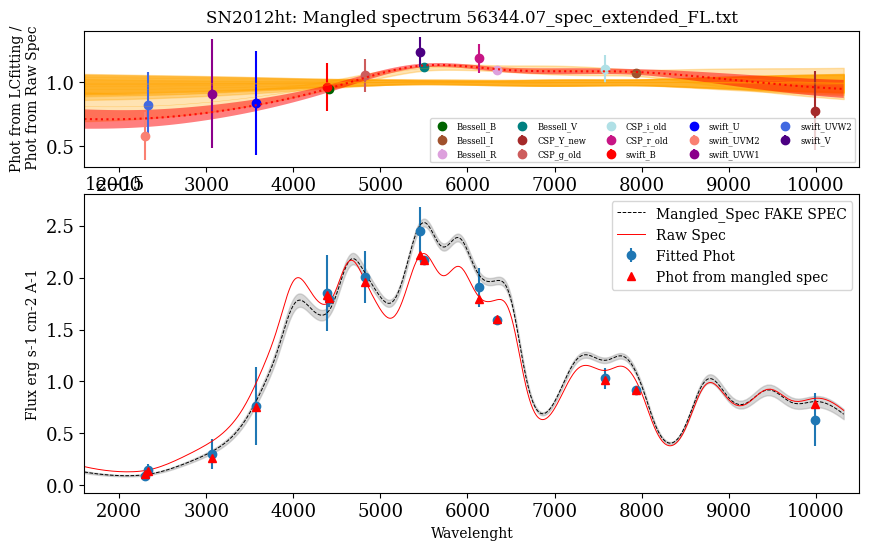 SN2012ht: Mangled spectrum 56344.07_spec_extended_FL.txt
Phot from LCfitting /
Phot from Raw Spec
1.0
0.5
Bessell_B
Bessell_I
Bessell_R
Bessell_V
CSP_Y_new
CSP_g_old
CSP_i_old
CSP_r_old
swift_B
swift_U
swift_UVM2
swift_UVW1
swift_UVW2
swift_V
2000 3000 4000 5000 6000 7000 8000 9000 10000
1e−15
Flux erg s-1 cm-2 A-1
2.5
2.0
1.5
1.0
0.5
0.0
Mangled_Spec FAKE SPEC
Raw Spec
Fitted Phot
Phot from mangled spec
2000 3000 4000 5000 6000 7000 8000 9000 10000
Wavelenght